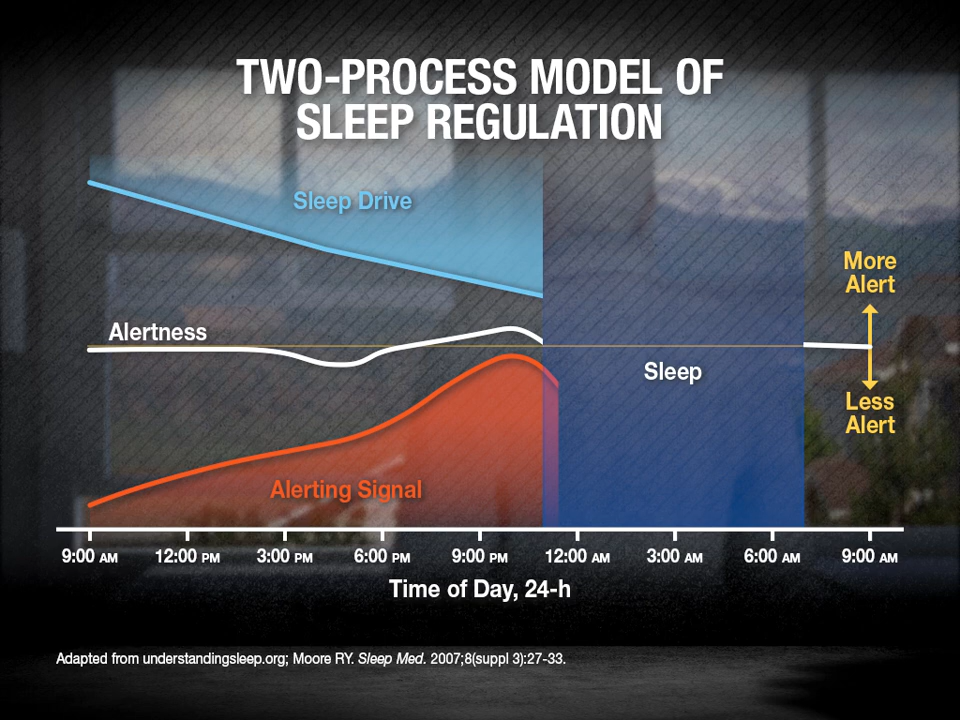 TWO-PROCESS MODEL OF
SLEEP REGULATION
Sleep Drive
More
Alert
Alertness
Sleep
Less
Alert
Alerting Signal
9:00 AM 12:00 PM 3:00 PM 6:00 PM 9:00 PM 12:00 AM 3:00 AM 6:00 AM 9:00 AM
Time of Day, 24-h
Adapted from understandingsleep.org; Moore RY. Sleep Med. 2007;8(suppl 3):27-33.